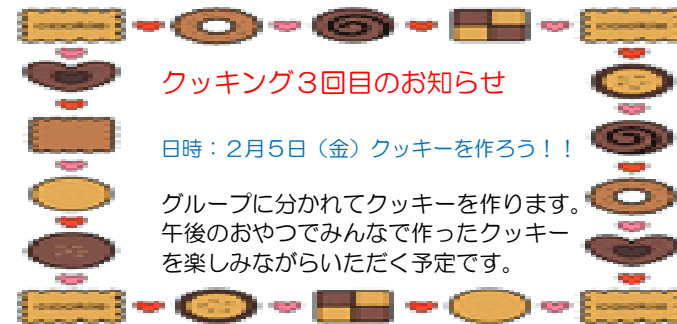 クッキング３回目のお知らせ
日時：２月５日（金）クッキーを作ろう！！
グループに分かれてクッキーを作ります。
午後のおやつでみんなで作ったクッキー
を楽しみながらいただく予定です。